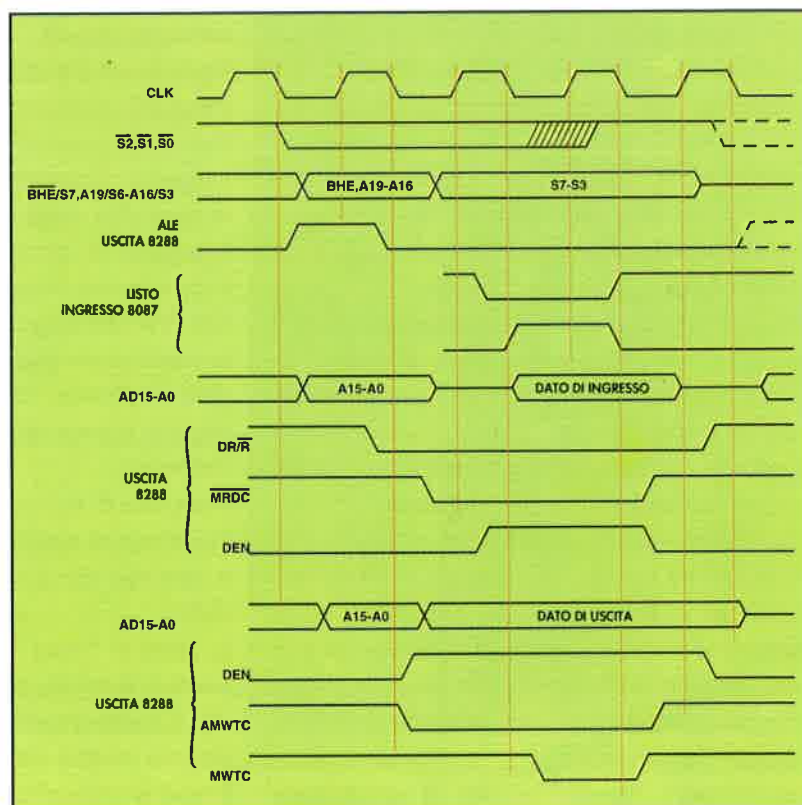 CLK
S2,S1,S0
BHE/S7,A19/S6-A16/S3
BHE,A19-A16
S7-S3
ALE
USCITA 8288
LISTO
INGRESSO 8087
AD15-A0
A15-A0
DATO DI INGRESSO
USCITA
8288
DR/R
MRDC
DEN
AD15-A0
A15-A0
DATO DI USCITA
USCITA 8288
DEN
AMWTC
MWTC